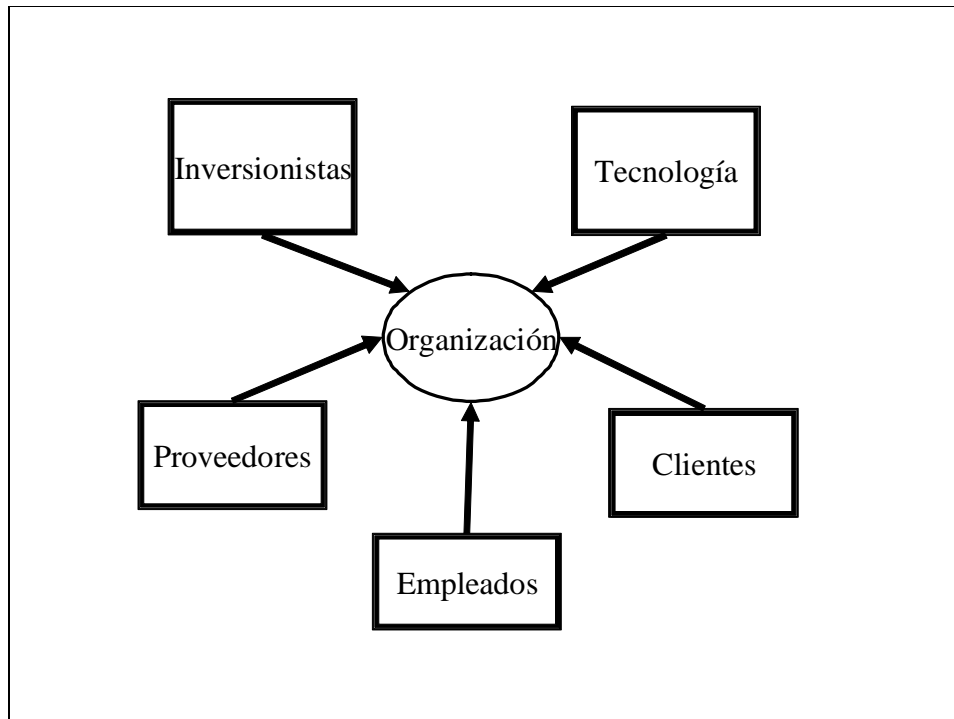 Inversionistas
Tecnología
Organización
Proveedores
Clientes
Empleados